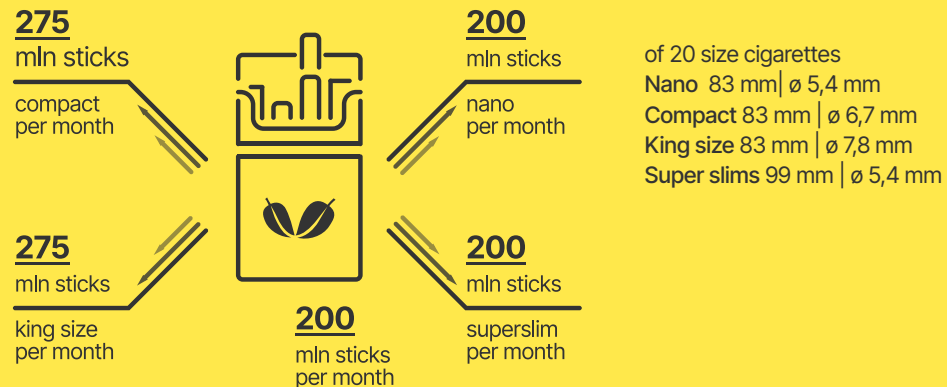 275
mln sticks
compact
per month
200
mln sticks
nano
per month
275
mln sticks
king size
per month
200
mln sticks
per month
200
mln sticks
superslim
per month
of 20 size cigarettes
Nano 83 mm| ø 5,4 mm
Compact 83 mm | ø 6,7 mm
King size 83 mm | ø 7,8 mm
Super slims 99 mm | ø 5,4 mm